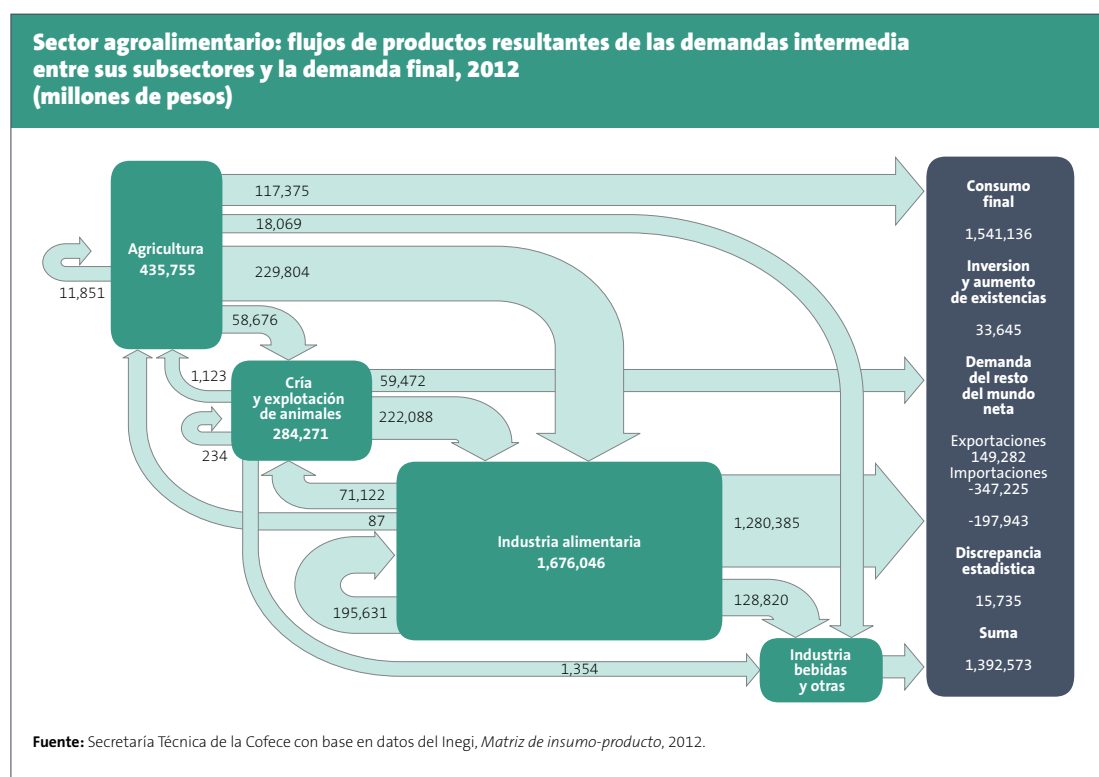 Sector agroalimentario: flujos de productos resultantes de las demandas intermedia
entre sus subsectores y la demanda final, 2012
(millones de pesos)
Agricultura
435,755
117,375
18,069
229,804
58,676
11,851
1,123
Cría
y explotación
de animales
284,271
59,472
222,088
234
71,122
87
Industria alimentaria
1,676,046
195,631
1,280,385
128,820
1,354
Industria
bebidas
y otras
Consumo
final
1,541,136
Inversion
y aumento
de existencias
33,645
Demanda
del resto
del mundo
neta
Exportaciones
149,282
Importaciones
-347,225
-197,943
Discrepancia
estadística
15,735
Suma
1,392,573
Fuente: Secretaría Técnica de la Cofece con base en datos del Inegi, Matriz de insumo-producto, 2012.